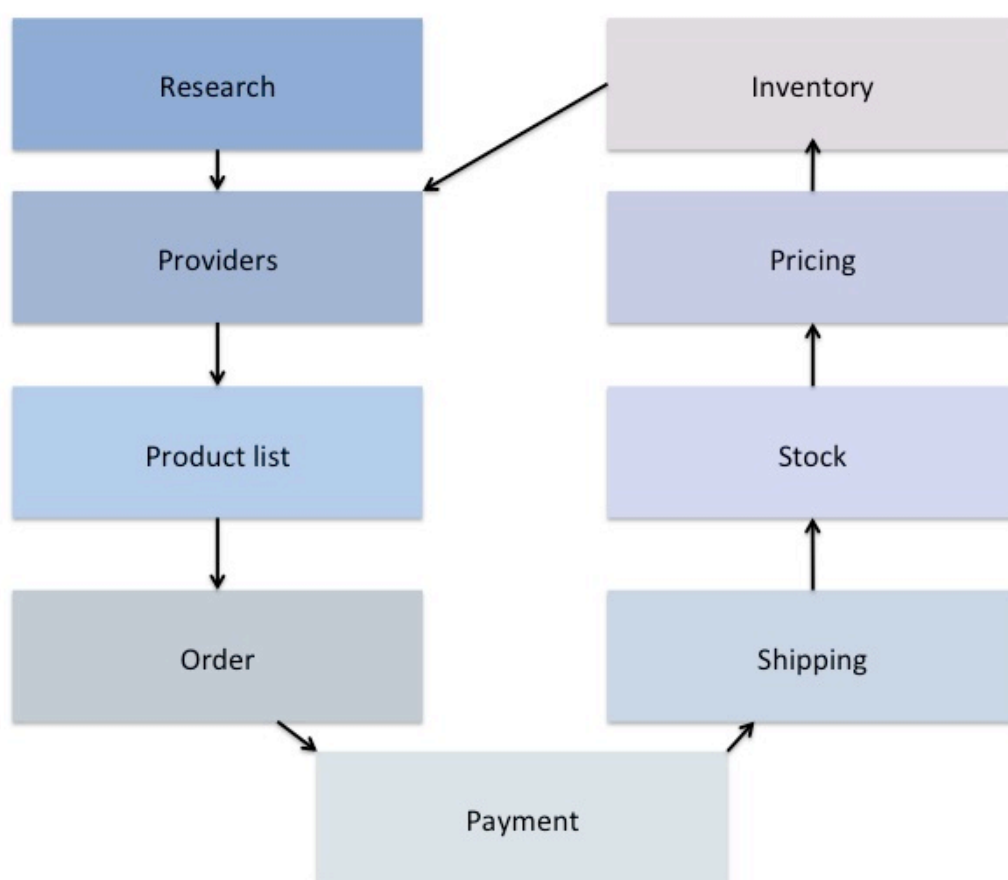 Research
Providers
Product list
Order
Payment
Shipping
Stock
Pricing
Inventory